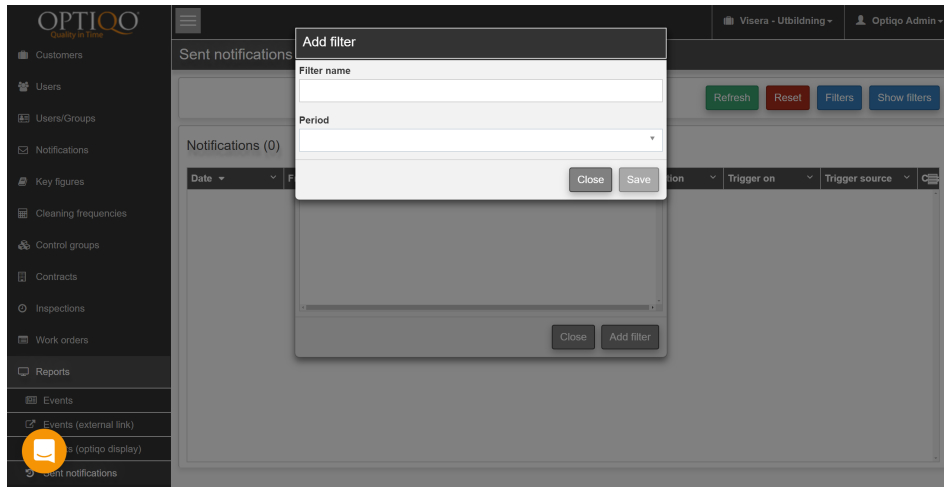 OPTIQO
Quality in Time
Visera - Utbildning
Optiqo Admin
Customers
Users
Users/Groups
Notifications
Key figures
Cleaning frequencies
Control groups
Contracts
Inspections
Work orders
Reports
Events
Events (external link)
(optiqo display)
Sent notifications
Sent notifications
Refresh
Reset
Filters
Show filters
Notifications (0)
Date
Trigger on
Trigger source
Add filter
Filter name
Period
Close
Save
Close
Add filter